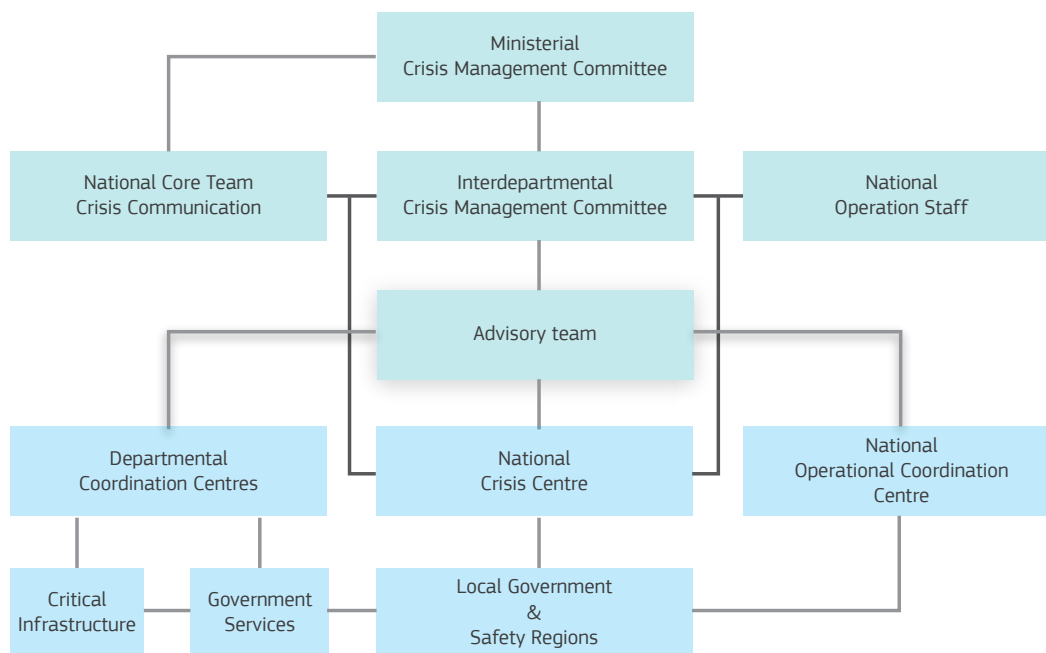 Ministerial
Crisis Management Committee
National Core Team
Crisis Communication
Interdepartmental
Crisis Management Committee
National
Operation Staff
Advisory team
Departmental
Coordination Centres
National
Crisis Centre
National
Operational Coordination
Centre
Critical
Infrastructure
Government
Services
Local Government
&
Safety Regions